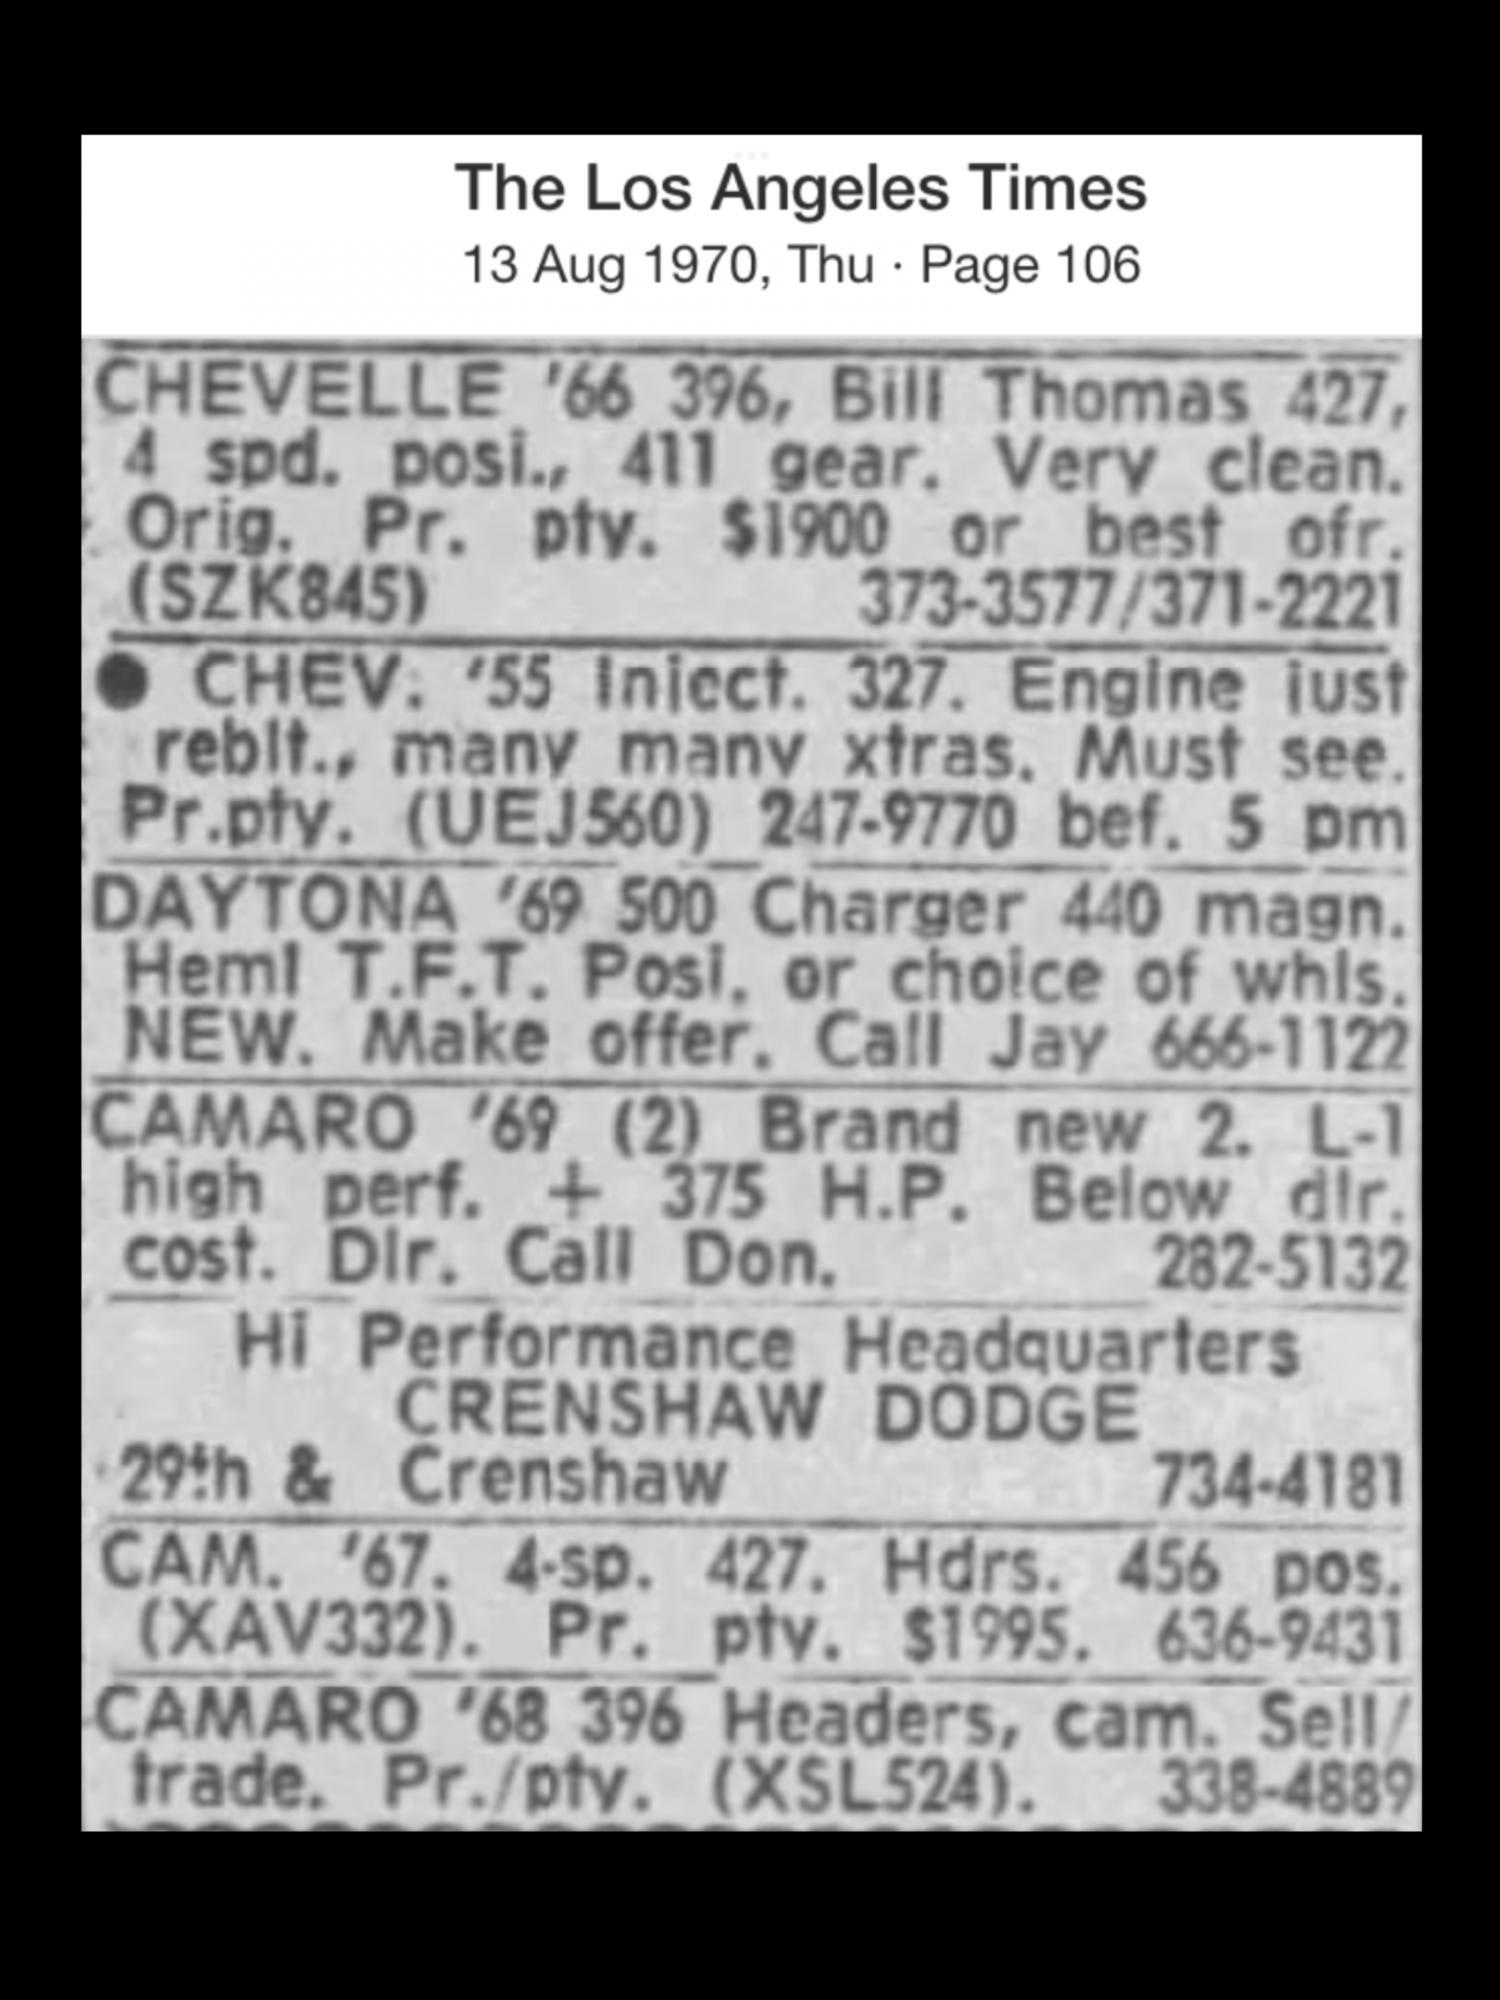 The Los Angeles Times
13 Aug 1970, Thu · Page 106
CHEVELLE '66 396, Bill Thomas 427,
4 spd. posi., 411 gear. Very clean.
Orig. Pr. pty. $1900 or best ofr.
(SZK845) 373-3577/371-2221
● CHEV. '55 Inject. 327. Engine just
reblt., many many xtras. Must see.
Pr.pty. (UEJ560) 247-9770 bef. 5 pm
DAYTONA '69 500 Charger 440 magn.
Hemi T.F.T. Posi. or choice of whls.
NEW. Make offer. Call Jay 666-1122
CAMARO '69 (2) Brand new 2. L-1
high perf. + 375 H.P. Below dlr.
cost. Dlr. Call Don. 282-5132
Hi Performance Headquarters
CRENSHAW DODGE
29th & Crenshaw 734-4181
CAM. '67. 4-sp. 427. Hdrs. 456 pos.
(XAV332). Pr. pty. $1995. 636-9431
CAMARO '68 396 Headers, cam. Sell/
trade. Pr./pty. (XSL524). 338-4889